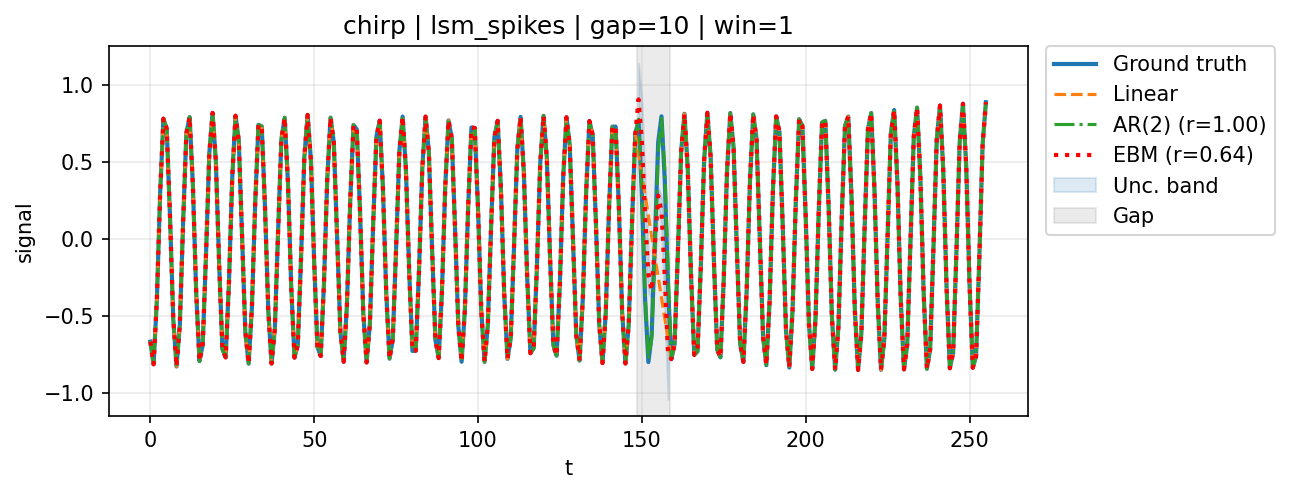 chirp | lsm_spikes | gap=10 | win=1
signal
1.0
0.5
0.0
−0.5
−1.0
0
50
100
150
200
250
t
Ground truth
Linear
AR(2) (r=1.00)
EBM (r=0.64)
Unc. band
Gap